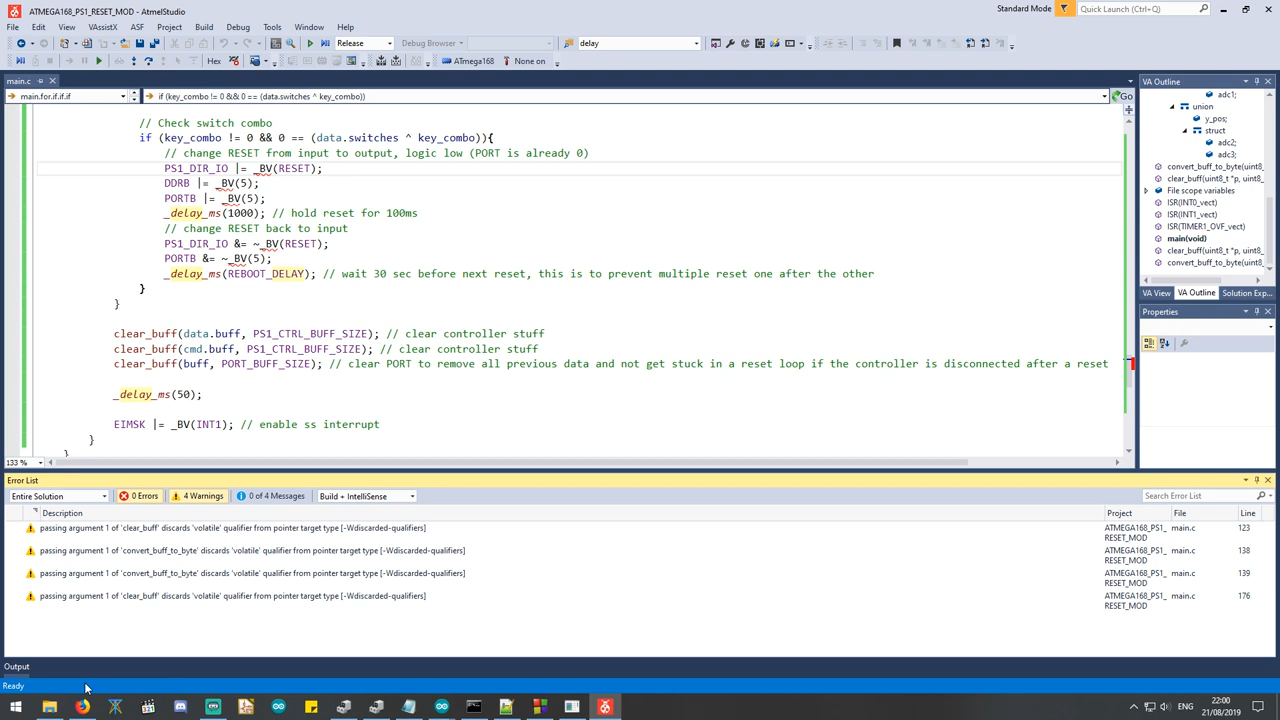 ATMEGA168_PS1_RESET_MOD - AtmelStudio
Standard Mode
Quick Launch (Ctrl+Q)
File Edit View VAssistX ASF Project Build Debug Tools Window Help
Release
Debug Browser
delay
Hex
ATmega168
None on
main.c
VA Outline
main.for.if.if.if
if (key_combo != 0 && 0 == (data.switches ^ key_combo))
Go
// Check switch combo
if (key_combo != 0 && 0 == (data.switches ^ key_combo)){
// change RESET from input to output, logic low (PORT is already 0)
PS1_DIR_IO |= _BV(RESET);
DDRB |= _BV(5);
PORTB |= _BV(5);
_delay_ms(1000); // hold reset for 100ms
// change RESET back to input
PS1_DIR_IO &= ~_BV(RESET);
PORTB &= ~_BV(5);
_delay_ms(REBOOT_DELAY); // wait 30 sec before next reset, this is to prevent multiple reset one after the other
}
}
clear_buff(data.buff, PS1_CTRL_BUFF_SIZE); // clear controller stuff
clear_buff(cmd.buff, PS1_CTRL_BUFF_SIZE); // clear controller stuff
clear_buff(buff, PORT_BUFF_SIZE); // clear PORT to remove all previous data and not get stuck in a reset loop if the controller is disconnected after a reset
_delay_ms(50);
EIMSK |= _BV(INT1); // enable ss interrupt
}
}
133 %
adc1;
union
y_pos;
struct
adc2;
adc3;
convert_buff_to_byte(uint8
clear_buff(uint8_t *p, uint8_
File scope variables
ISR(INT0_vect)
ISR(INT1_vect)
ISR(TIMER1_OVF_vect)
main(void)
clear_buff(uint8_t *p, uint8_
convert_buff_to_byte(uint8_
VA View VA Outline Solution Exp...
Properties
Error List
Entire Solution
0 Errors
4 Warnings
0 of 4 Messages
Build + IntelliSense
Search Error List
Description Project File Line
passing argument 1 of 'clear_buff' discards 'volatile' qualifier from pointer target type [-Wdiscarded-qualifiers] ATMEGA168_PS1_ main.c 123
RESET_MOD
passing argument 1 of 'convert_buff_to_byte' discards 'volatile' qualifier from pointer target type [-Wdiscarded-qualifiers] ATMEGA168_PS1_ main.c 138
RESET_MOD
passing argument 1 of 'convert_buff_to_byte' discards 'volatile' qualifier from pointer target type [-Wdiscarded-qualifiers] ATMEGA168_PS1_ main.c 139
RESET_MOD
passing argument 1 of 'clear_buff' discards 'volatile' qualifier from pointer target type [-Wdiscarded-qualifiers] ATMEGA168_PS1_ main.c 176
RESET_MOD
Output
Ready
ENG
22:00
21/08/2019